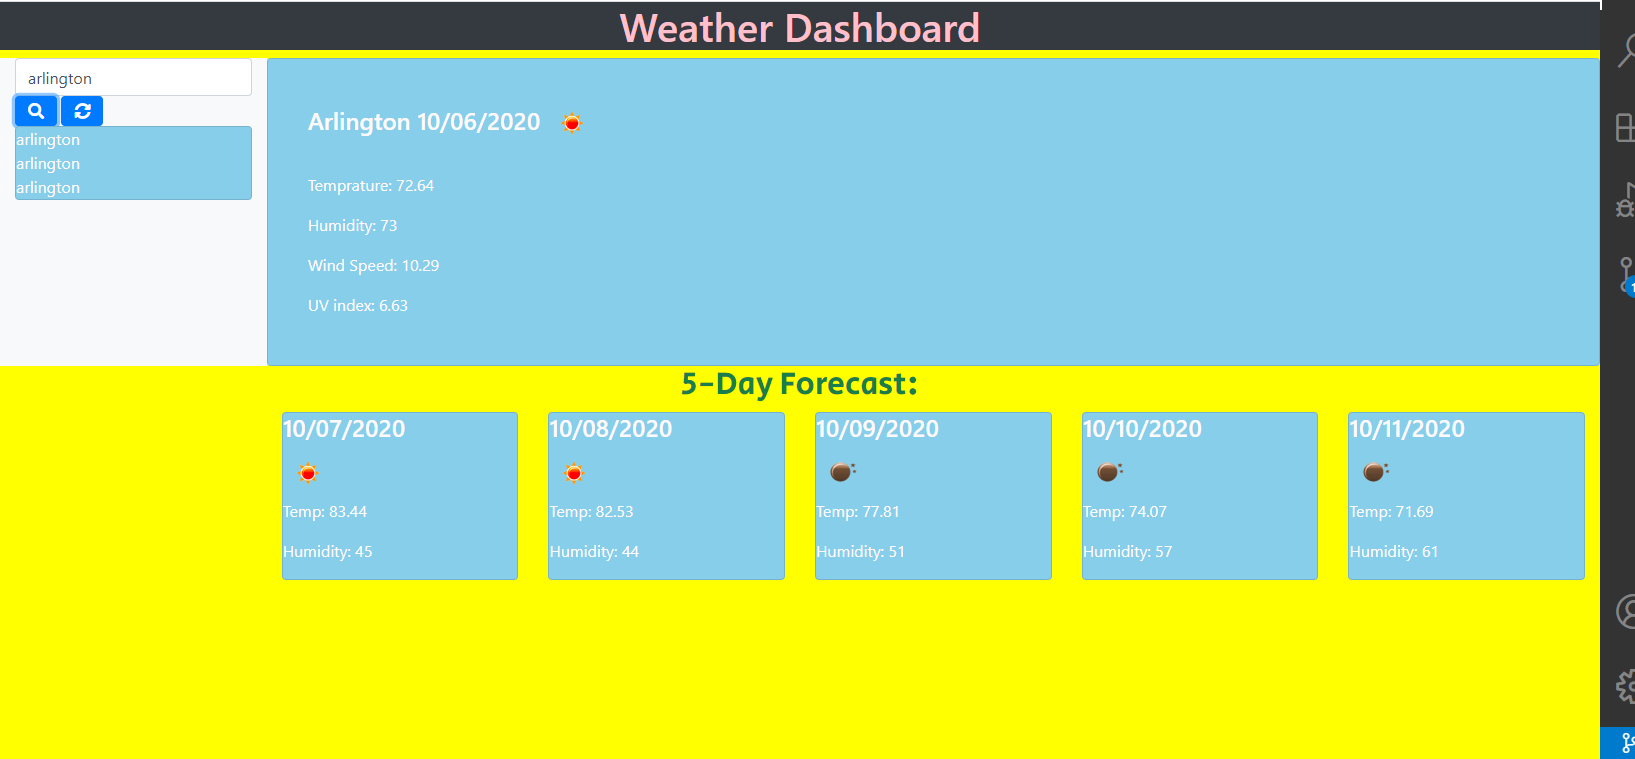 Weather Dashboard
arlington
arlington
arlington
arlington
Arlington 10/06/2020
Temprature: 72.64
Humidity: 73
Wind Speed: 10.29
UV index: 6.63
5-Day Forecast:
10/07/2020
Temp: 83.44
Humidity: 45
10/08/2020
Temp: 82.53
Humidity: 44
10/09/2020
Temp: 77.81
Humidity: 51
10/10/2020
Temp: 74.07
Humidity: 57
10/11/2020
Temp: 71.69
Humidity: 61